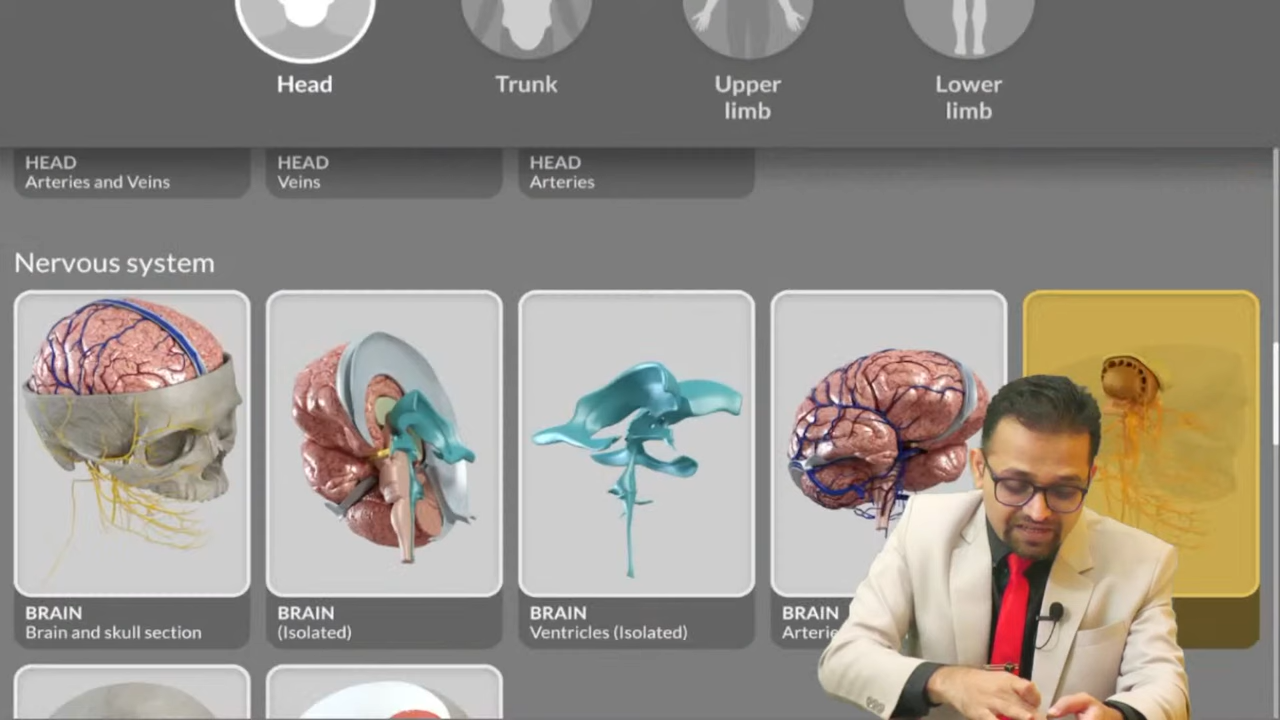 Head
Trunk
Upper
limb
Lower
limb
HEAD
Arteries and Veins
HEAD
Veins
HEAD
Arteries
Nervous system
BRAIN
Brain and skull section
BRAIN
(Isolated)
BRAIN
Ventricles (Isolated)
BRAIN